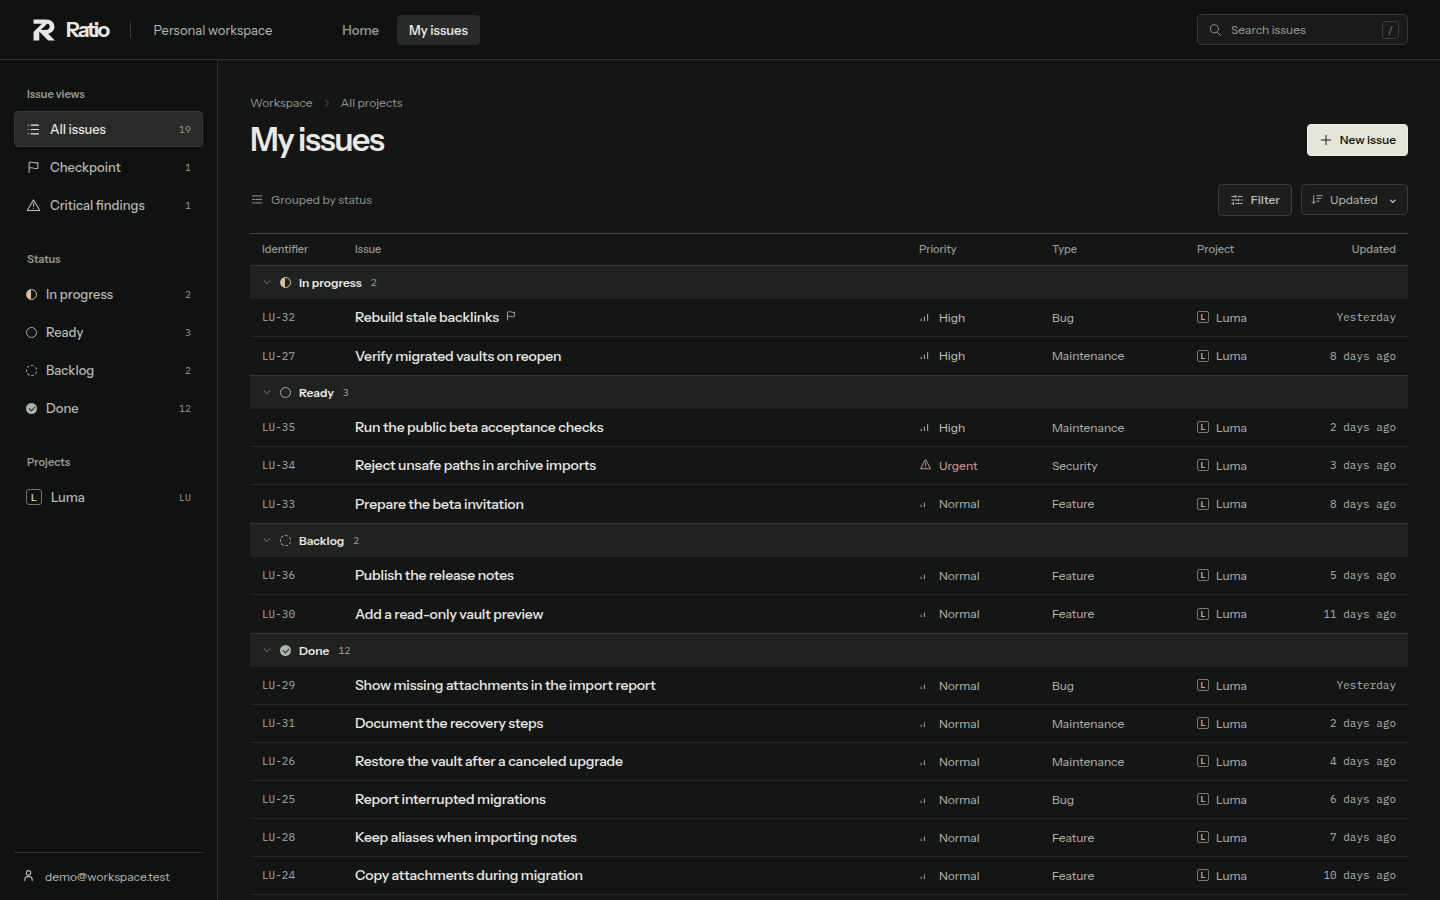 Ratio
Personal workspace
Home
My issues
Search issues
/
Issue views
All issues 19
Checkpoint 1
Critical findings 1
Status
In progress 2
Ready 3
Backlog 2
Done 12
Projects
L Luma LU
demo@workspace.test
Workspace > All projects
My issues
New issue
Grouped by status
Filter
Updated
Identifier Issue Priority Type Project Updated
In progress 2
LU-32 Rebuild stale backlinks High Bug L Luma Yesterday
LU-27 Verify migrated vaults on reopen High Maintenance L Luma 8 days ago
Ready 3
LU-35 Run the public beta acceptance checks High Maintenance L Luma 2 days ago
LU-34 Reject unsafe paths in archive imports Urgent Security L Luma 3 days ago
LU-33 Prepare the beta invitation Normal Feature L Luma 8 days ago
Backlog 2
LU-36 Publish the release notes Normal Feature L Luma 5 days ago
LU-30 Add a read-only vault preview Normal Feature L Luma 11 days ago
Done 12
LU-29 Show missing attachments in the import report Normal Bug L Luma Yesterday
LU-31 Document the recovery steps Normal Maintenance L Luma 2 days ago
LU-26 Restore the vault after a canceled upgrade Normal Maintenance L Luma 4 days ago
LU-25 Report interrupted migrations Normal Bug L Luma 6 days ago
LU-28 Keep aliases when importing notes Normal Feature L Luma 7 days ago
LU-24 Copy attachments during migration Normal Feature L Luma 10 days ago